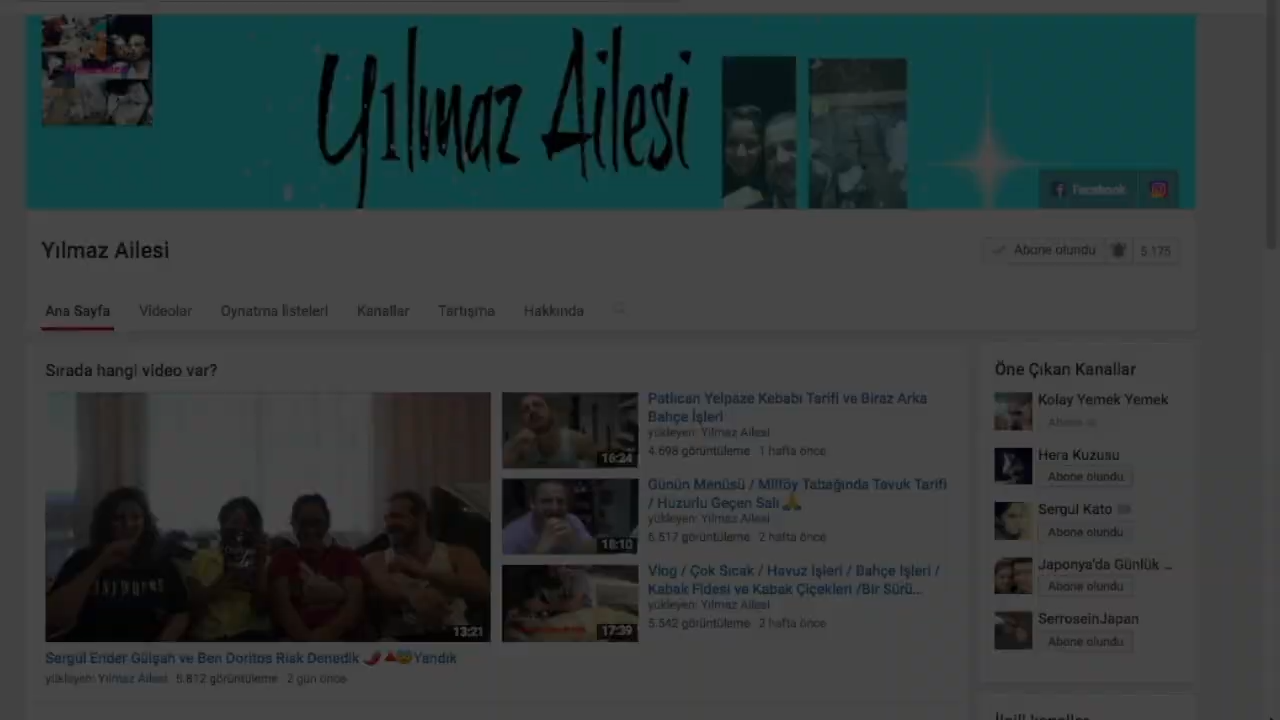 Yılmaz Ailesi
Facebook
Yılmaz Ailesi
Abone olundu 5.175
Ana Sayfa Videolar Oynatma listeleri Kanallar Tartışma Hakkında
Sırada hangi video var?
13:21
Sergül Ender Gülşah ve Ben Doritos Risk Denedik 🌶️🔺😨Yandık
yükleyen: Yılmaz Ailesi 5.812 görüntüleme 2 gün önce
16:24
Patlıcan Yelpaze Kebabı Tarifi ve Biraz Arka
Bahçe İşleri
yükleyen: Yılmaz Ailesi
4.698 görüntüleme 1 hafta önce
18:10
Günün Menüsü / Milföy Tabağında Tavuk Tarifi
/ Huzurlu Geçen Salı 🙏
yükleyen: Yılmaz Ailesi
6.517 görüntüleme 2 hafta önce
17:39
Vlog / Çok Sıcak / Havuz İşleri / Bahçe İşleri /
Kabak Fidesi ve Kabak Çiçekleri /Bir Sürü...
yükleyen: Yılmaz Ailesi
5.542 görüntüleme 2 hafta önce
Öne Çıkan Kanallar
Kolay Yemek Yemek
Abone ol
Hera Kuzusu
Abone olundu
Sergul Kato
Abone olundu
Japonya'da Günlük ...
Abone olundu
SerroseinJapan
Abone olundu
İlgili kanallar